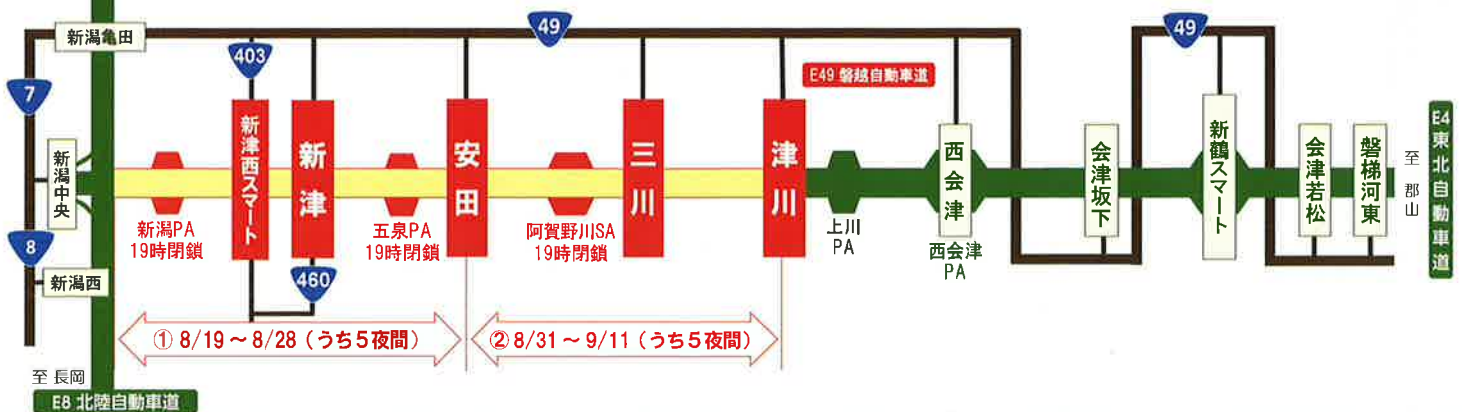 新潟亀田
49
49
403
7
E49 磐越自動車道
新潟中央
新津西スマート
新津
安田
三川
津川
西会津
会津坂下
新鶴スマート
会津若松
磐梯河東
至 郡山
E4 東北自動車道
新潟PA
19時閉鎖
五泉PA
19時閉鎖
阿賀野川SA
19時閉鎖
上川
PA
西会津
PA
8
新潟西
460
① 8/19～8/28（うち5夜間）
② 8/31～9/11（うち5夜間）
至 長岡
E8 北陸自動車道